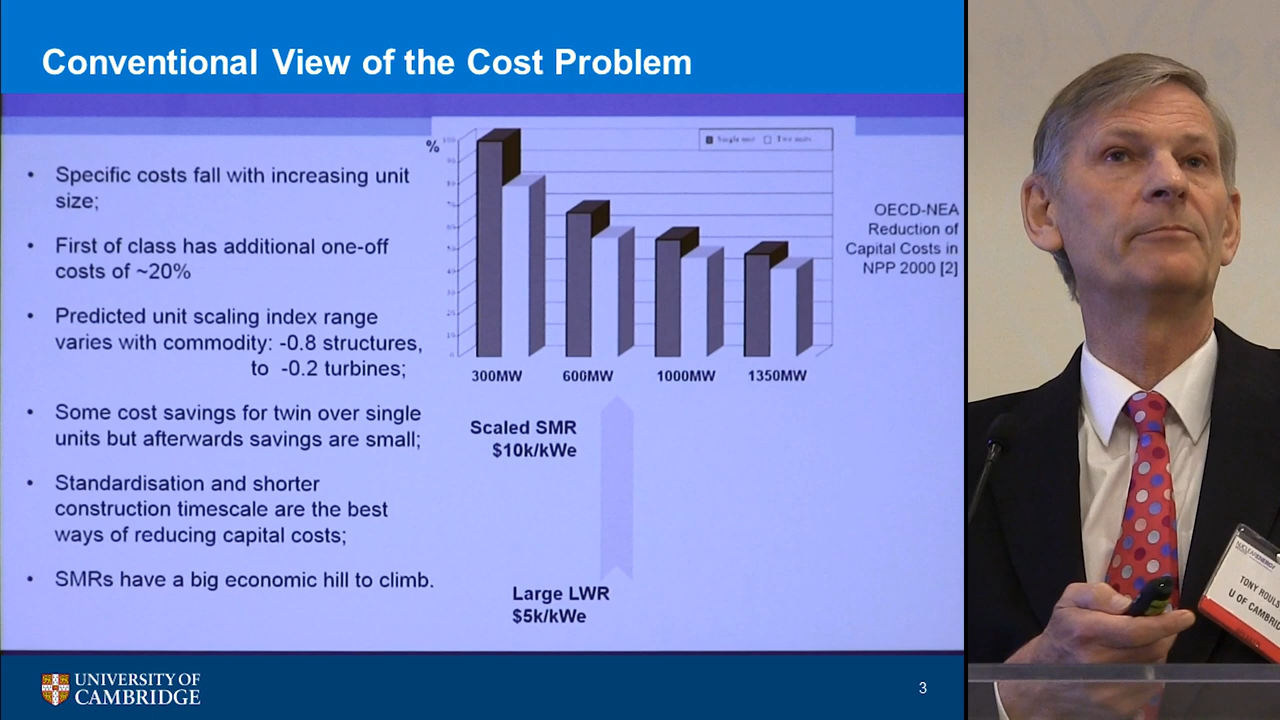 Conventional View of the Cost Problem
• Specific costs fall with increasing unit
size;
• First of class has additional one-off
costs of ~20%
• Predicted unit scaling index range
varies with commodity: -0.8 structures,
to -0.2 turbines;
• Some cost savings for twin over single
units but afterwards savings are small;
• Standardisation and shorter
construction timescale are the best
ways of reducing capital costs;
• SMRs have a big economic hill to climb.
%
300MW 600MW 1000MW 1350MW
OECD-NEA
Reduction of
Capital Costs in
NPP 2000 [2]
Scaled SMR
$10k/kWe
Large LWR
$5k/kWe
UNIVERSITY OF
CAMBRIDGE
3
TONY
U OF